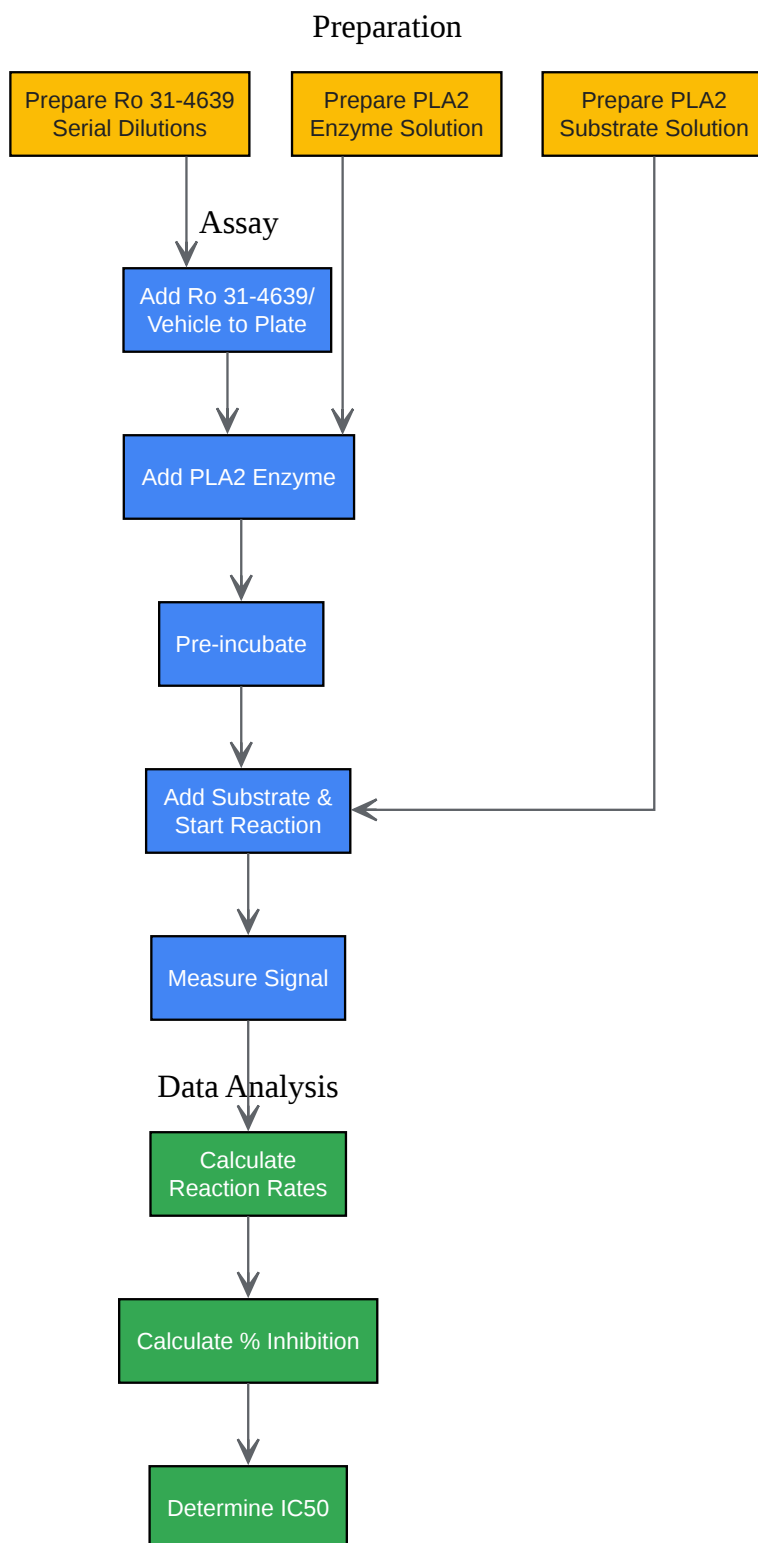 Preparation
Prepare Ro 31-4639
Serial Dilutions
Prepare PLA2
Enzyme Solution
Prepare PLA2
Substrate Solution
Assay
Add Ro 31-4639/
Vehicle to Plate
Add PLA2 Enzyme
Pre-incubate
Add Substrate &
Start Reaction
Measure Signal
Data Analysis
Calculate
Reaction Rates
Calculate % Inhibition
Determine IC50